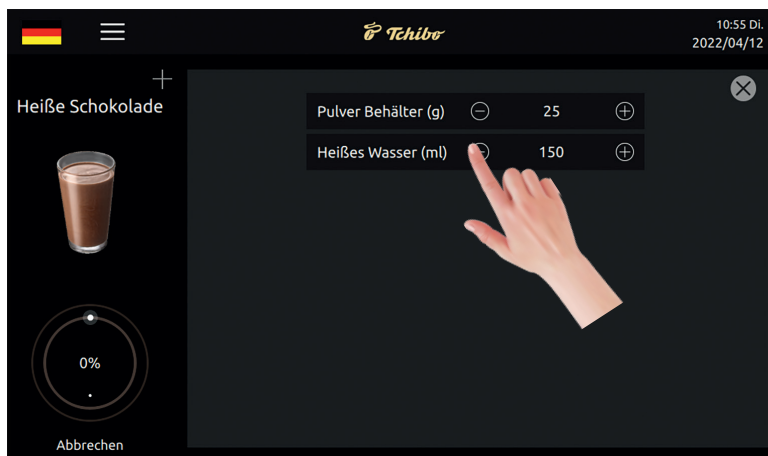 Tchibo
10:55 Di.
2022/04/12
Heiße Schokolade
Pulver Behälter (g)
25
Heißes Wasser (ml)
150
0%
Abbrechen